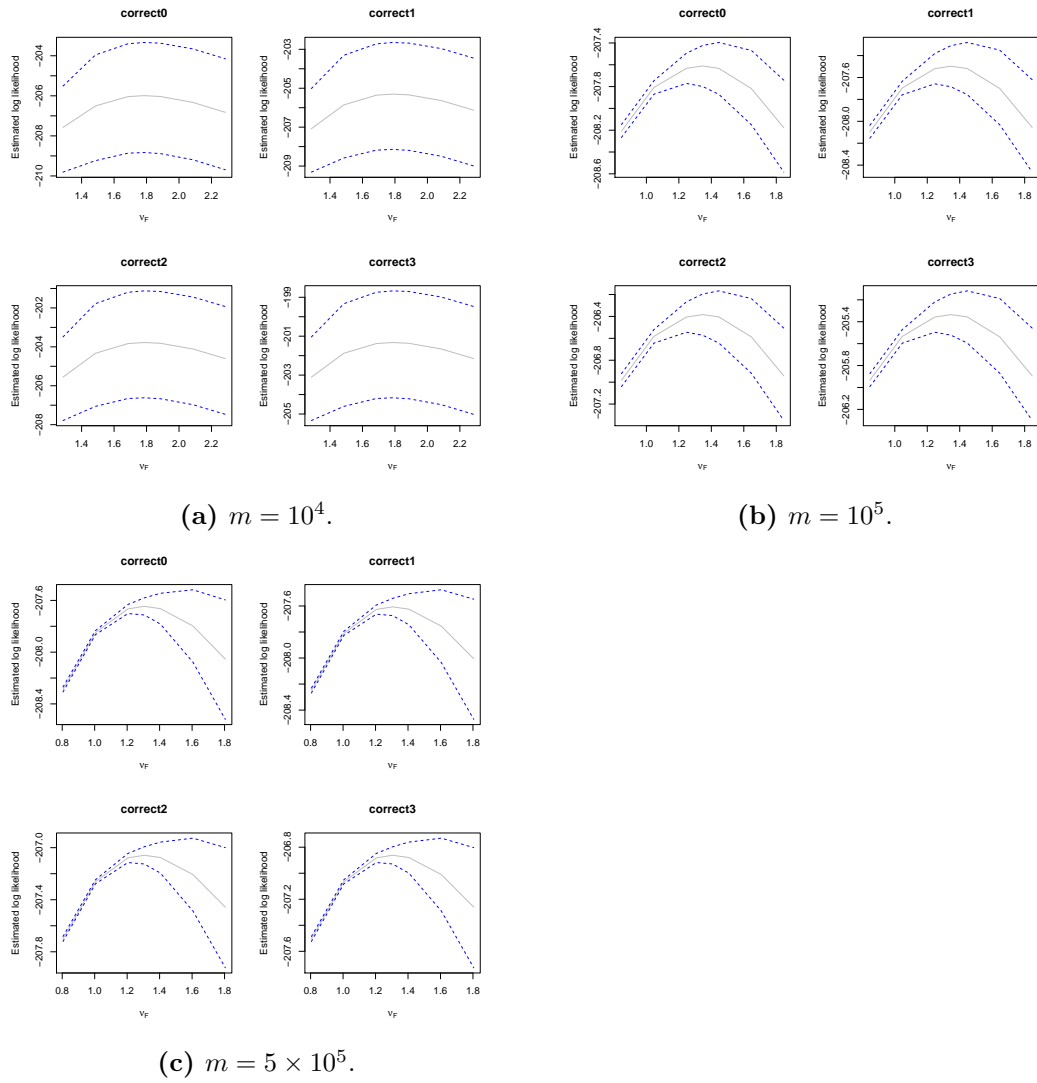 correct0
Estimated log likelihood
−210 −208 −206 −204
1.4 1.6 1.8 2.0 2.2
νF
correct1
Estimated log likelihood
−209 −207 −205 −203
1.4 1.6 1.8 2.0 2.2
νF
correct2
Estimated log likelihood
−208 −206 −204 −202
1.4 1.6 1.8 2.0 2.2
νF
correct3
Estimated log likelihood
−205 −203 −201 −199
1.4 1.6 1.8 2.0 2.2
νF
(a) m = 10⁴.
correct0
Estimated log likelihood
−208.6 −208.2 −207.8 −207.4
1.0 1.2 1.4 1.6 1.8
νF
correct1
Estimated log likelihood
−208.4 −208.0 −207.6
1.0 1.2 1.4 1.6 1.8
νF
correct2
Estimated log likelihood
−207.2 −206.8 −206.4
1.0 1.2 1.4 1.6 1.8
νF
correct3
Estimated log likelihood
−206.2 −205.8 −205.4
1.0 1.2 1.4 1.6 1.8
νF
(b) m = 10⁵.
correct0
Estimated log likelihood
−208.4 −208.0 −207.6
0.8 1.0 1.2 1.4 1.6 1.8
νF
correct1
Estimated log likelihood
−208.4 −208.0 −207.6
0.8 1.0 1.2 1.4 1.6 1.8
νF
correct2
Estimated log likelihood
−207.8 −207.4 −207.0
0.8 1.0 1.2 1.4 1.6 1.8
νF
correct3
Estimated log likelihood
−207.6 −207.2 −206.8
0.8 1.0 1.2 1.4 1.6 1.8
νF
(c) m = 5 × 10⁵.